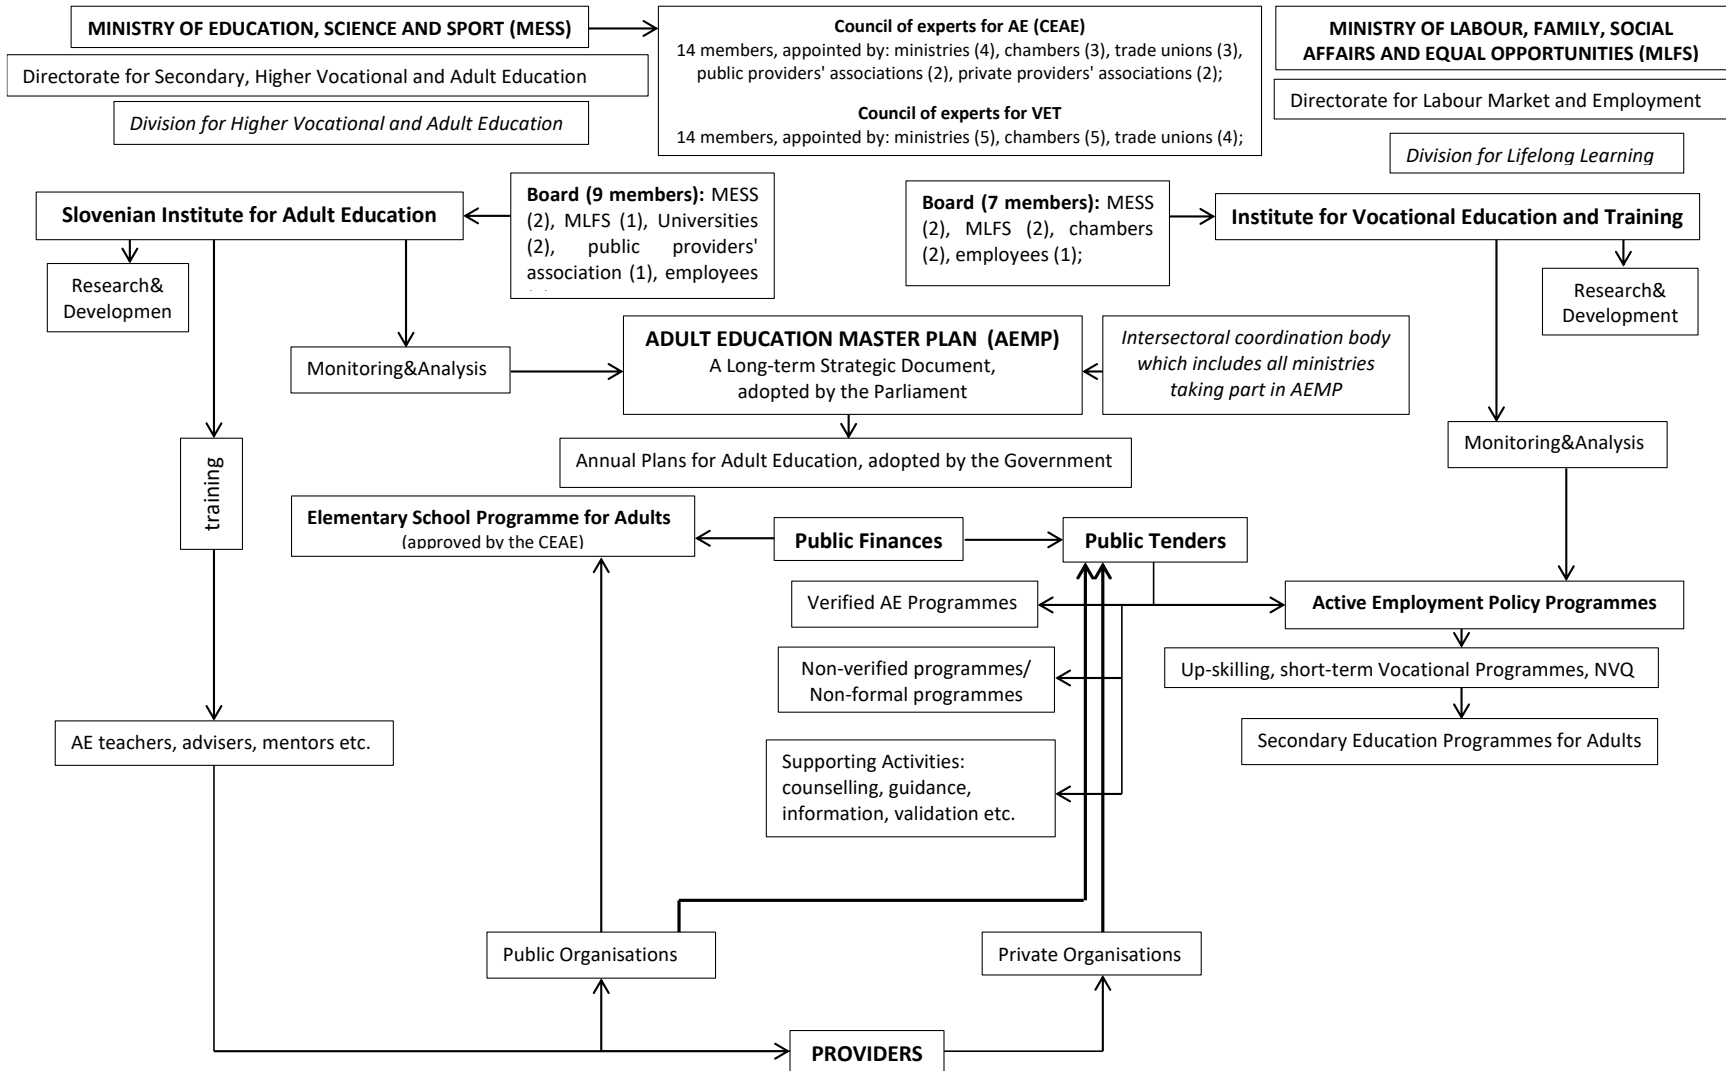 MINISTRY OF EDUCATION, SCIENCE AND SPORT (MESS)
Directorate for Secondary, Higher Vocational and Adult Education
Division for Higher Vocational and Adult Education
Council of experts for AE (CEAE)
14 members, appointed by: ministries (4), chambers (3), trade unions (3),
public providers' associations (2), private providers' associations (2);
Council of experts for VET
14 members, appointed by: ministries (5), chambers (5), trade unions (4);
MINISTRY OF LABOUR, FAMILY, SOCIAL
AFFAIRS AND EQUAL OPPORTUNITIES (MLFS)
Directorate for Labour Market and Employment
Division for Lifelong Learning
Slovenian Institute for Adult Education
Board (9 members): MESS
(2), MLFS (1), Universities
(2), public providers'
association (1), employees
Board (7 members): MESS
(2), MLFS (2), chambers
(2), employees (1);
Institute for Vocational Education and Training
Research&
Developmen
Research&
Development
Monitoring&Analysis
ADULT EDUCATION MASTER PLAN (AEMP)
A Long-term Strategic Document,
adopted by the Parliament
Intersectoral coordination body
which includes all ministries
taking part in AEMP
training
Annual Plans for Adult Education, adopted by the Government
Monitoring&Analysis
Elementary School Programme for Adults
(approved by the CEAE)
Public Finances
Public Tenders
Verified AE Programmes
Active Employment Policy Programmes
Non-verified programmes/
Non-formal programmes
Up-skilling, short-term Vocational Programmes, NVQ
AE teachers, advisers, mentors etc.
Secondary Education Programmes for Adults
Supporting Activities:
counselling, guidance,
information, validation etc.
Public Organisations
Private Organisations
PROVIDERS